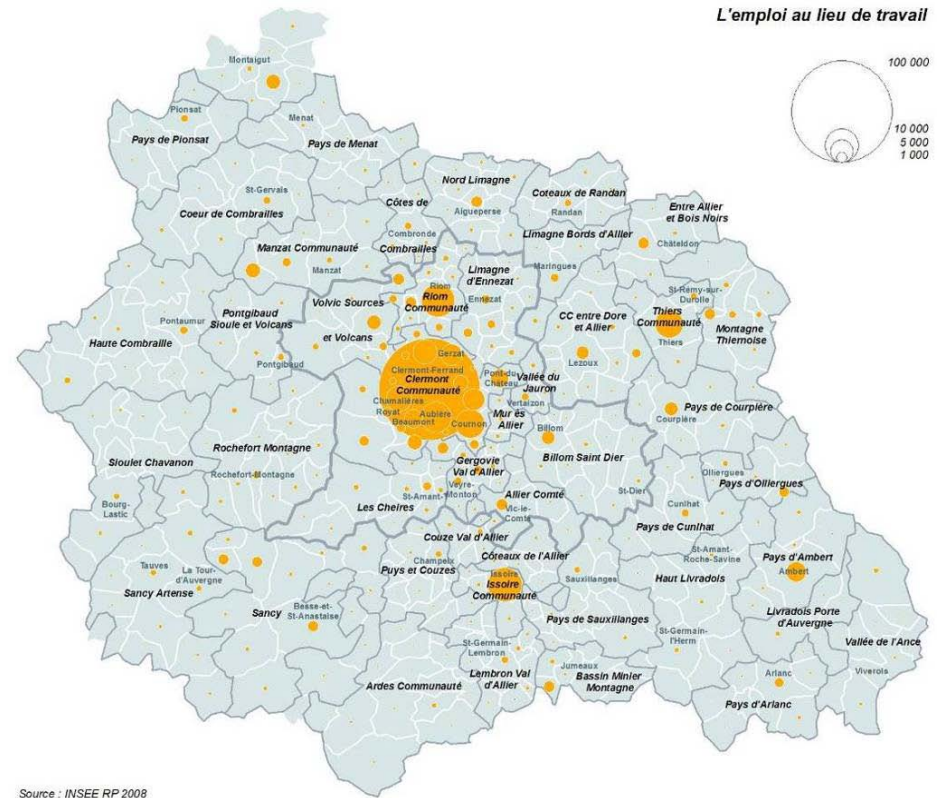 L'emploi au lieu de travail
100 000
10 000
5 000
1 000
Montaigut
Pionsat
Pays de Pionsat
Menat
Pays de Menat
St-Gervais
Coeur de Combrailles
Nord Limagne
Aigueperse
Coteaux de Randan
Randan
Côtes de
Combronde
Combrailles
Entre Allier
et Bois Noirs
Limagne Bords d'Allier
Châteldon
Manzat Communauté
Manzat
Limagne
d'Ennezat
Maringues
Riom
Riom
Communauté
Ennezat
St-Rémy-sur-
Durolle
Volvic Sources
et Volcans
Pontgibaud
Sioule et Volcans
Pontaumur
Haute Combraille
Pontgibaud
CC entre Dore
et Allier
Thiers
Communauté
Thiers
Montagne
Thiernoise
Lezoux
Gerzat
Clermont-Ferrand
Clermont
Communauté
Chamalières
Royat
Aubière
Beaumont
Cournon
Pont-du-
Château
Vallée du
Jauron
Vertaizon
Mur ès
Allier
Billom
Billom Saint Dier
Pays de Courpière
Courpière
Rochefort Montagne
Rochefort-Montagne
Sioulet Chavanon
Gergovie
Val d'Allier
Veyre-
Monton
St-Amant-
Les Cheires
Allier Comté
Vic-le-
Comte
St-Dier
Olliergues
Pays d'Olliergues
Cunlhat
Pays de Cunlhat
Bourg-
Lastic
Couze Val d'Allier
Champeix
Puys et Couzes
Côteaux de l'Allier
St-Amant-
Roche-Savine
Pays d'Ambert
Ambert
Haut Livradois
Tauves
La Tour-
d'Auvergne
Sancy Artense
Issoire
Issoire
Communauté
Sauxillanges
Besse-et-
St-Anastaise
Sancy
Pays de Sauxillanges
Livradois Porte
d'Auvergne
St-Germain-
l'Herm
Vallée de l'Ance
Viverols
St-Germain-
Lembron
Lembron Val
d'Allier
Jumeaux
Bassin Minier
Montagne
Ardes Communauté
Arlanc
Pays d'Arlanc
Source : INSEE RP 2008